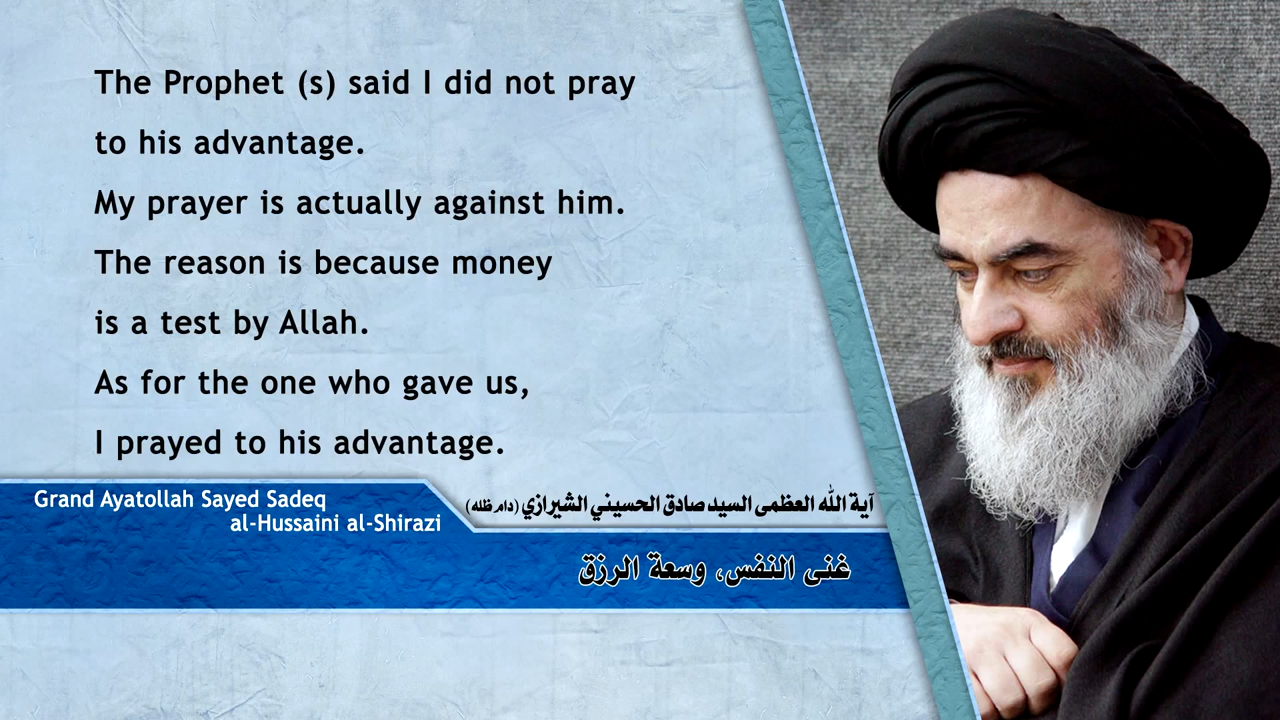 The Prophet (s) said I did not pray
to his advantage.
My prayer is actually against him.
The reason is because money
is a test by Allah.
As for the one who gave us,
I prayed to his advantage.
Grand Ayatollah Sayed Sadeq
al-Hussaini al-Shirazi
آية الله العظمى السيد صادق الحسيني الشيرازي (دام ظله)
غنى النفس، وسعة الرزق